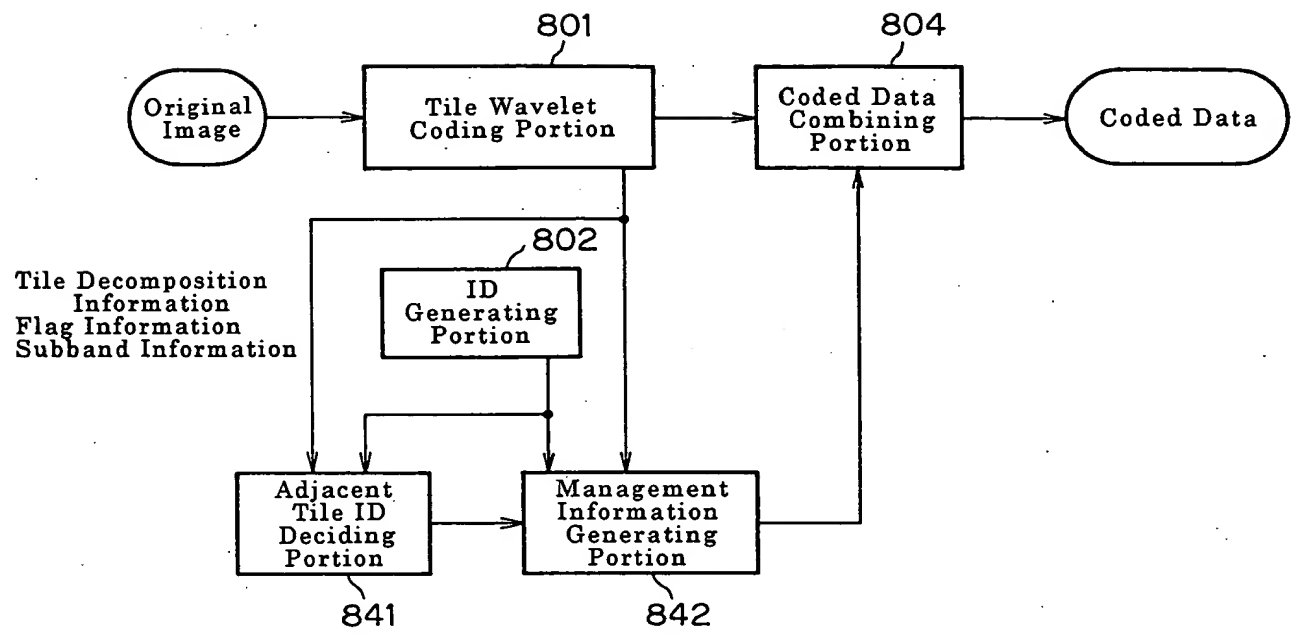 801
804
Original
Image
Tile Wavelet
Coding Portion
Coded Data
Combining
Portion
Coded Data
802
Tile Decomposition
Information
Flag Information
Subband Information
ID
Generating
Portion
Adjacent
Tile ID
Deciding
Portion
Management
Information
Generating
Portion
841
842